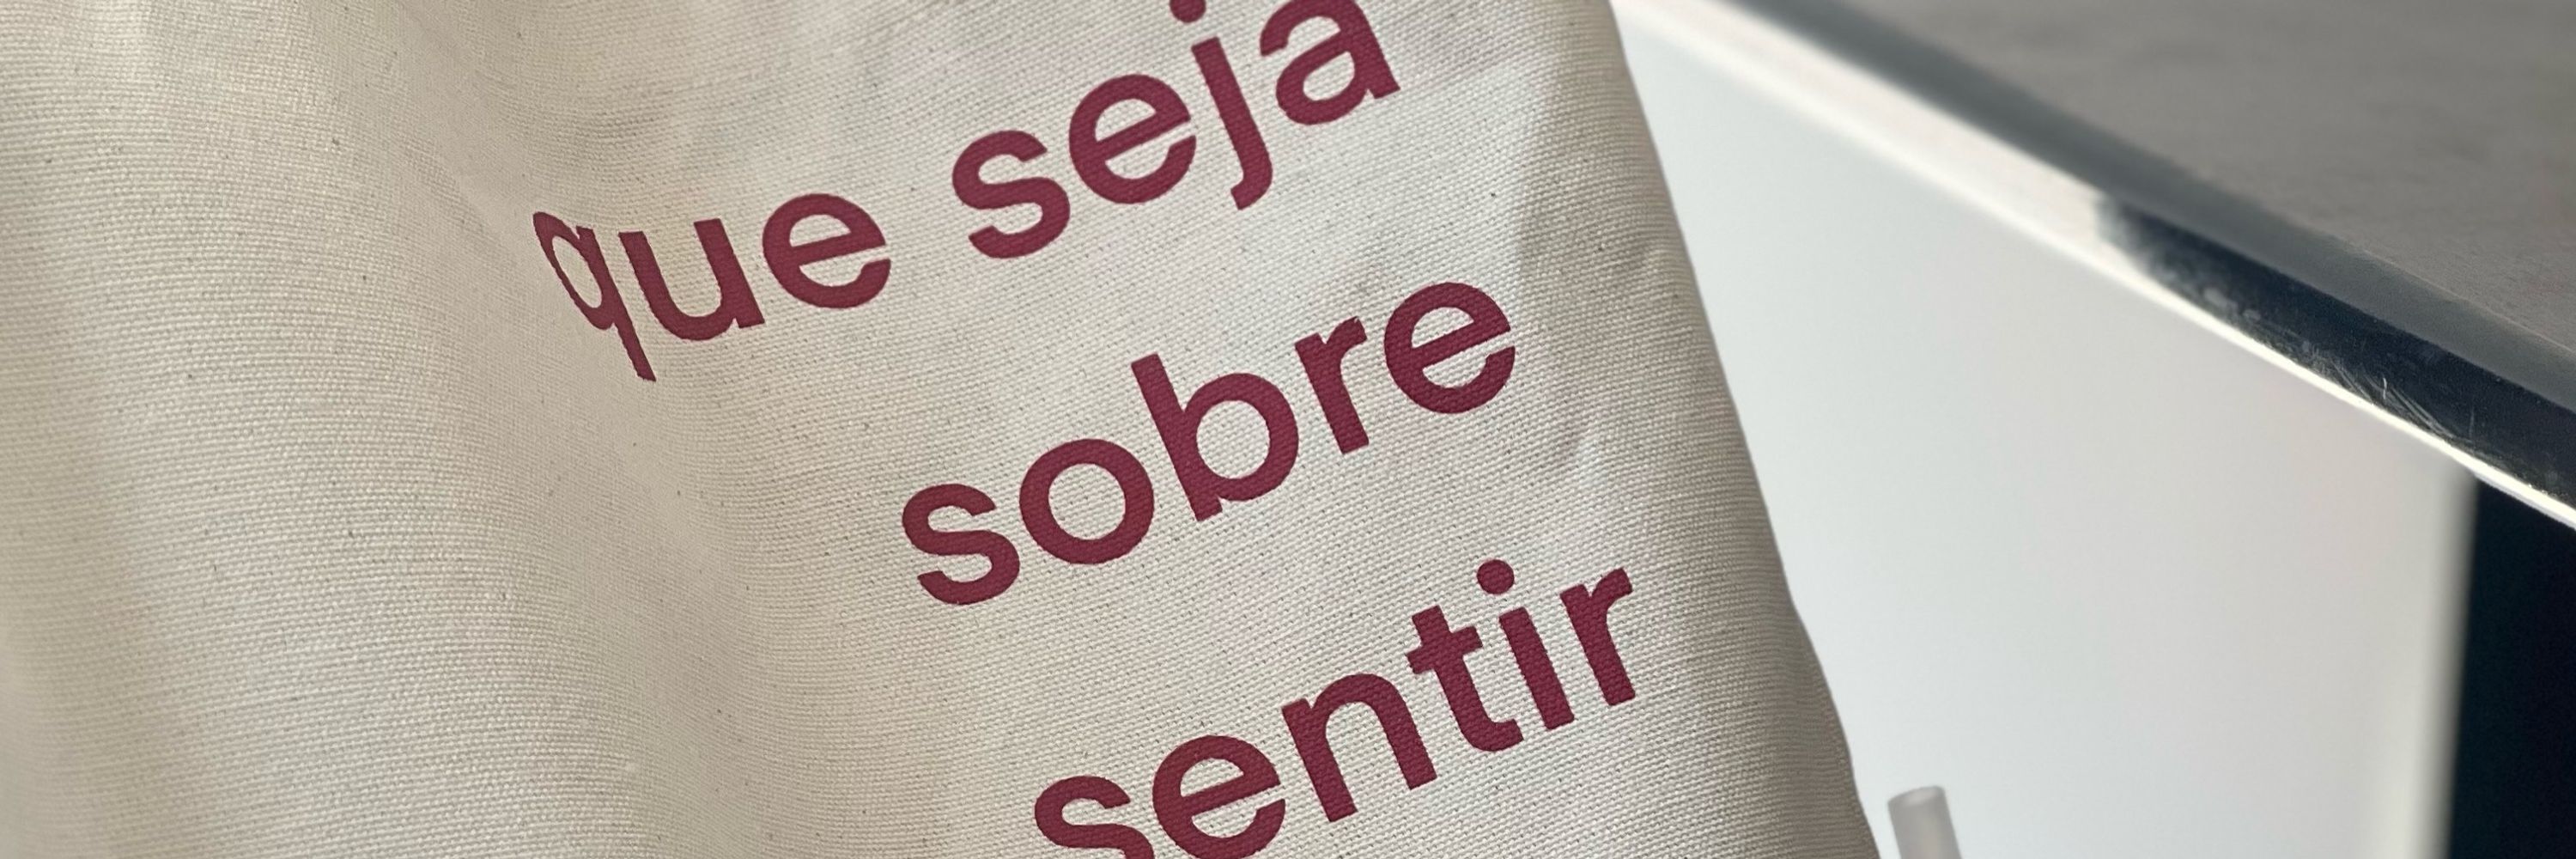 que seja
sobre
sentir